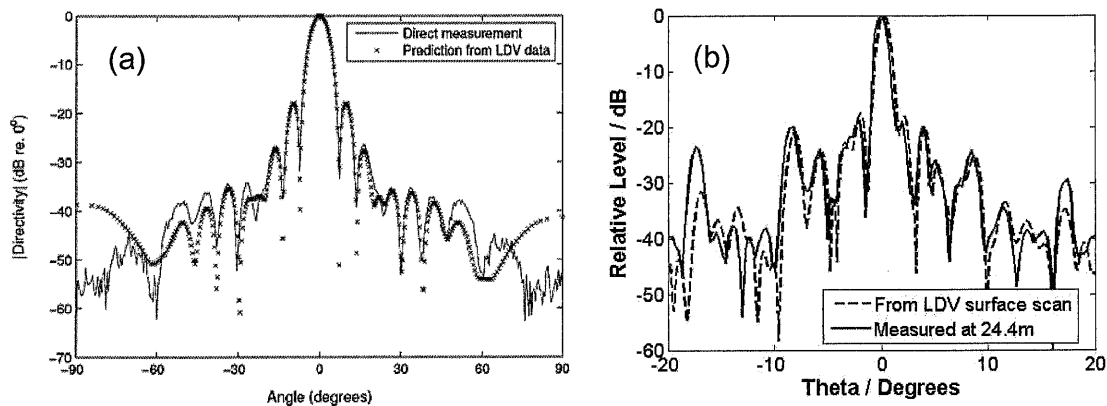 (a)
Direct measurement
Prediction from LDV data
|Directivity| (dB re. 0°)
0
−10
−20
−30
−40
−50
−60
−70
−90
−60
−30
0
30
60
90
Angle (degrees)
(b)
From LDV surface scan
Measured at 24.4m
Relative Level / dB
-0
-10
-20
-30
-40
-50
-60
-20
-10
0
10
20
Theta / Degrees